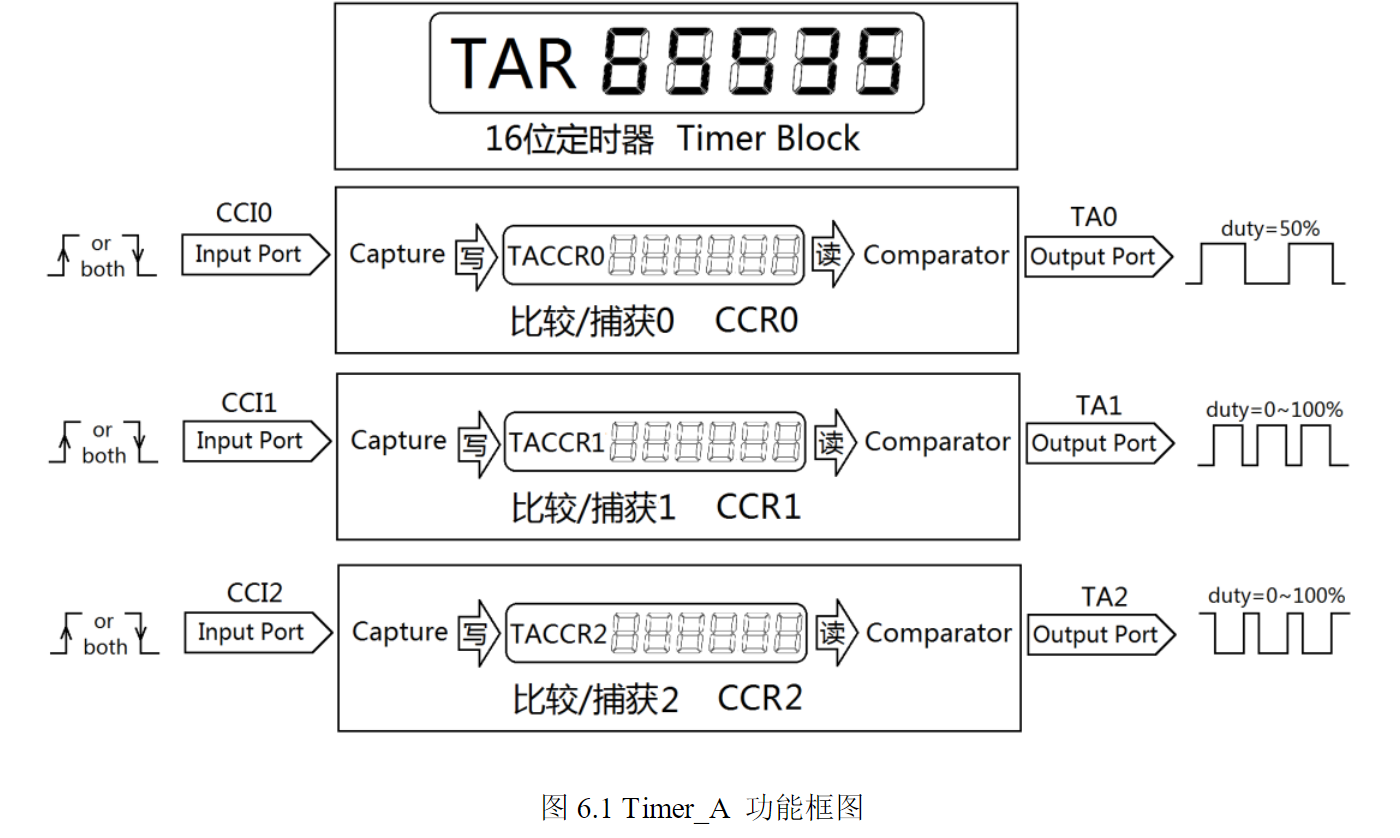 TAR 65535
16位定时器 Timer Block
CCI0
or
both
Input Port
Capture
写
TACCR0
读
Comparator
比较/捕获0 CCR0
TA0
Output Port
duty=50%
CCI1
or
both
Input Port
Capture
写
TACCR1
读
Comparator
比较/捕获1 CCR1
TA1
Output Port
duty=0~100%
CCI2
or
both
Input Port
Capture
写
TACCR2
读
Comparator
比较/捕获2 CCR2
TA2
Output Port
duty=0~100%
图 6.1 Timer_A 功能框图